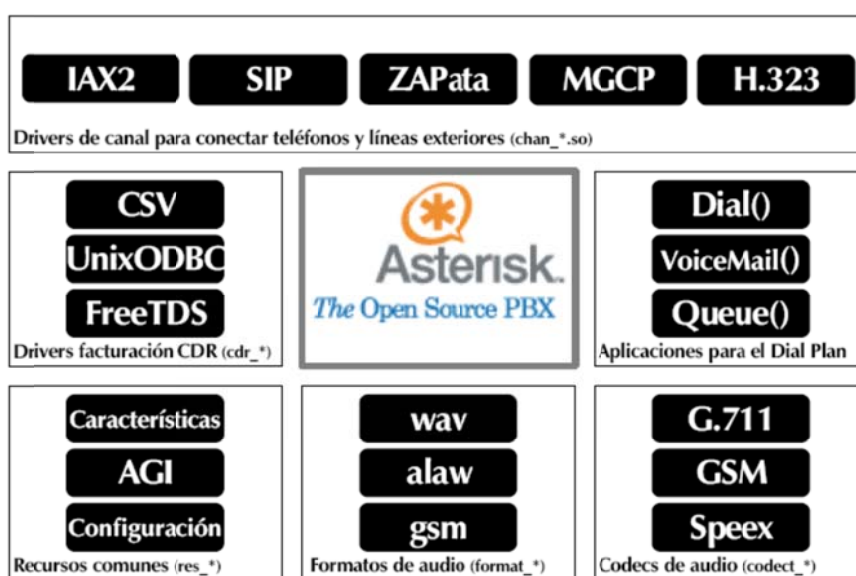 IAX2
SIP
ZAPata
MGCP
H.323
Drivers de canal para conectar teléfonos y líneas exteriores (chan_*.so)
CSV
UnixODBC
FreeTDS
Drivers facturación CDR (cdr_*)
Asterisk™
The Open Source PBX
Dial()
VoiceMail()
Queue()
Aplicaciones para el Dial Plan
Características
AGI
Configuración
Recursos comunes (res_*)
wav
alaw
gsm
Formatos de audio (format_*)
G.711
GSM
Speex
Codecs de audio (codect_*)